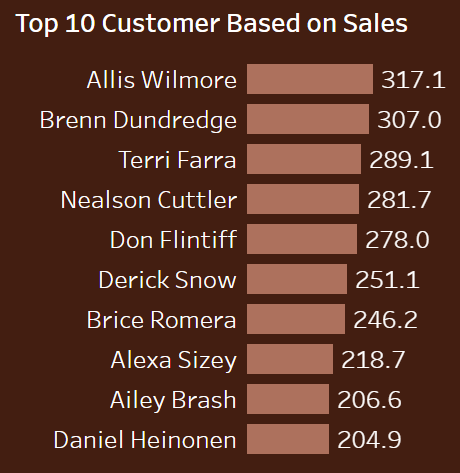 Top 10 Customer Based on Sales
Allis Wilmore 317.1
Brenn Dundredge 307.0
Terri Farra 289.1
Nealson Cuttler 281.7
Don Flintiff 278.0
Derick Snow 251.1
Brice Romera 246.2
Alexa Sizey 218.7
Ailey Brash 206.6
Daniel Heinonen 204.9